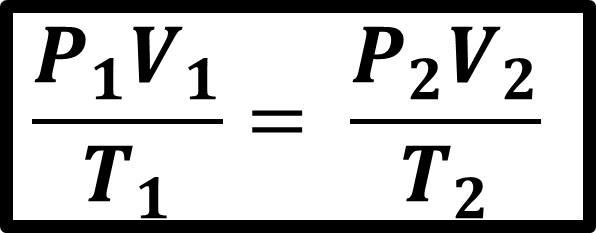 P₁V₁/T₁ = P₂V₂/T₂